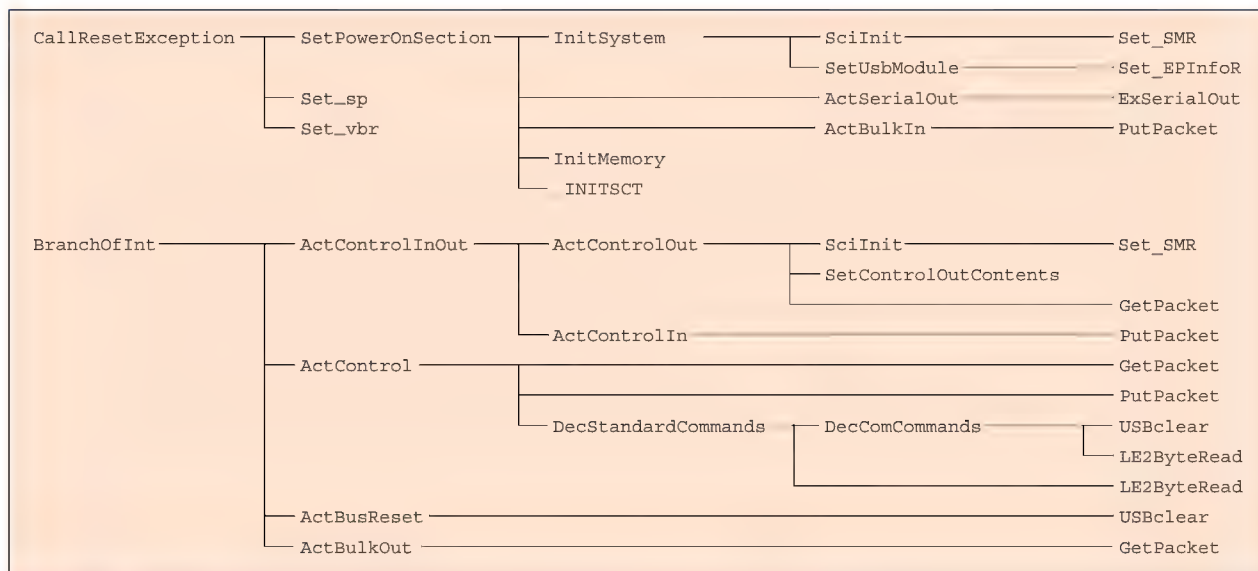 CallResetException SetPowerOnSection InitSystem SciInit Set_SMR
SetUsbModule Set_EPInfoR
Set_sp ActSerialOut ExSerialOut
Set_vbr ActBulkIn PutPacket
InitMemory
_INITSCT
BranchOfInt ActControlInOut ActControlOut SciInit Set_SMR
SetControlOutContents
GetPacket
ActControlIn PutPacket
ActControl GetPacket
PutPacket
DecStandardCommands DecComCommands USBclear
LE2ByteRead
LE2ByteRead
ActBusReset USBclear
ActBulkOut GetPacket